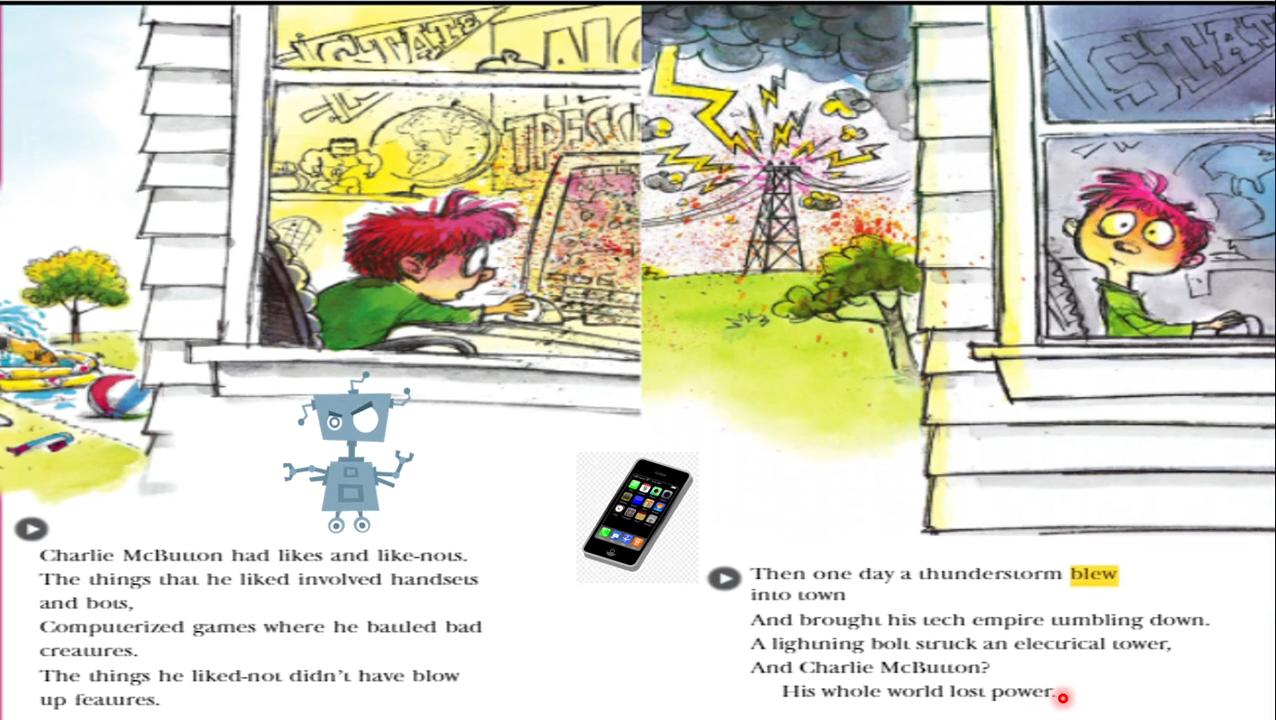 Charlie McButton had likes and like-nots.
The things that he liked involved handsets
and bots,
Computerized games where he battled bad
creatures.
The things he liked-not didn't have blow
up features.
Then one day a thunderstorm blew
into town
And brought his tech empire tumbling down.
A lightning bolt struck an electrical tower,
And Charlie McButton?
His whole world lost power.